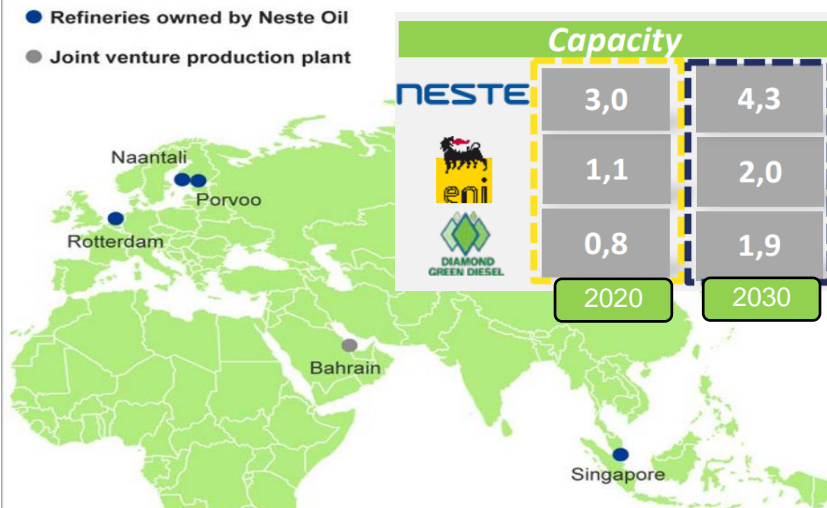 Refineries owned by Neste Oil
Joint venture production plant
Capacity
NESTE 3,0 4,3
eni 1,1 2,0
DIAMOND
GREEN DIESEL
0,8 1,9
2020 2030
Naantali
Porvoo
Rotterdam
Bahrain
Singapore